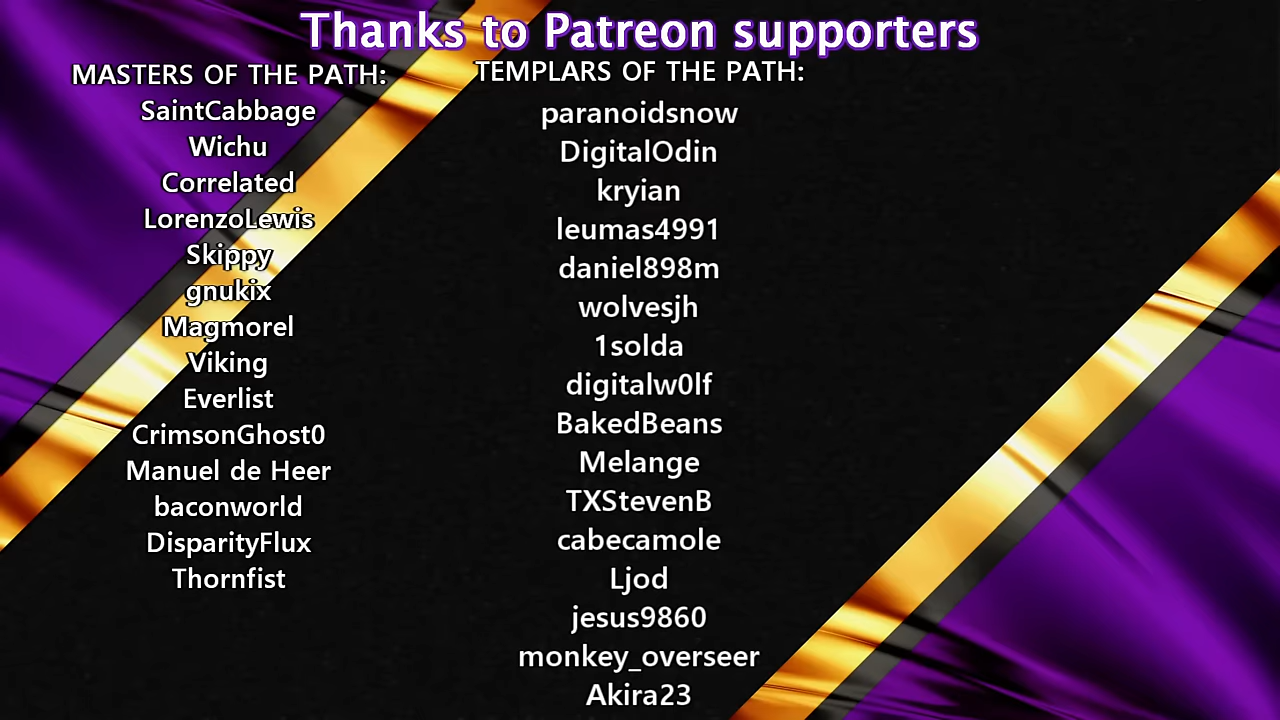 Thanks to Patreon supporters
MASTERS OF THE PATH:
SaintCabbage
Wichu
Correlated
LorenzoLewis
Skippy
gnukix
Magmorel
Viking
Everlist
CrimsonGhost0
Manuel de Heer
baconworld
DisparityFlux
Thornfist
TEMPLARS OF THE PATH:
paranoidsnow
DigitalOdin
kryian
leumas4991
daniel898m
wolvesjh
1solda
digitalw0lf
BakedBeans
Melange
TXStevenB
cabecamole
Ljod
jesus9860
monkey_overseer
Akira23